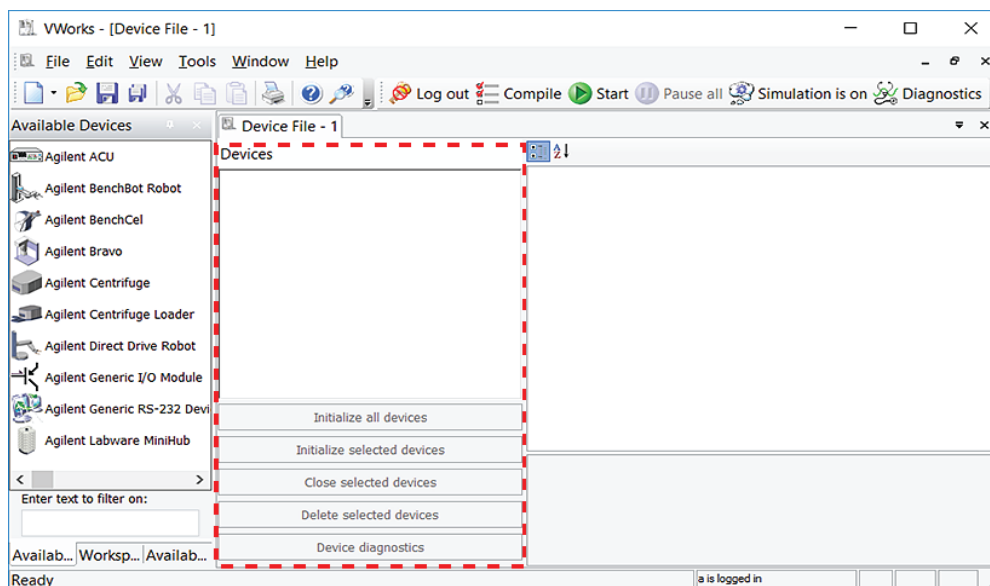 VWorks - [Device File - 1]
File Edit View Tools Window Help
Log out Compile Start Pause all Simulation is on Diagnostics
Available Devices
Device File - 1
Agilent ACU
Agilent BenchBot Robot
Agilent BenchCel
Agilent Bravo
Agilent Centrifuge
Agilent Centrifuge Loader
Agilent Direct Drive Robot
Agilent Generic I/O Module
Agilent Generic RS-232 Devi
Agilent Labware MiniHub
Enter text to filter on:
Availab... Worksp... Availab...
Devices
Initialize all devices
Initialize selected devices
Close selected devices
Delete selected devices
Device diagnostics
Ready
a is logged in